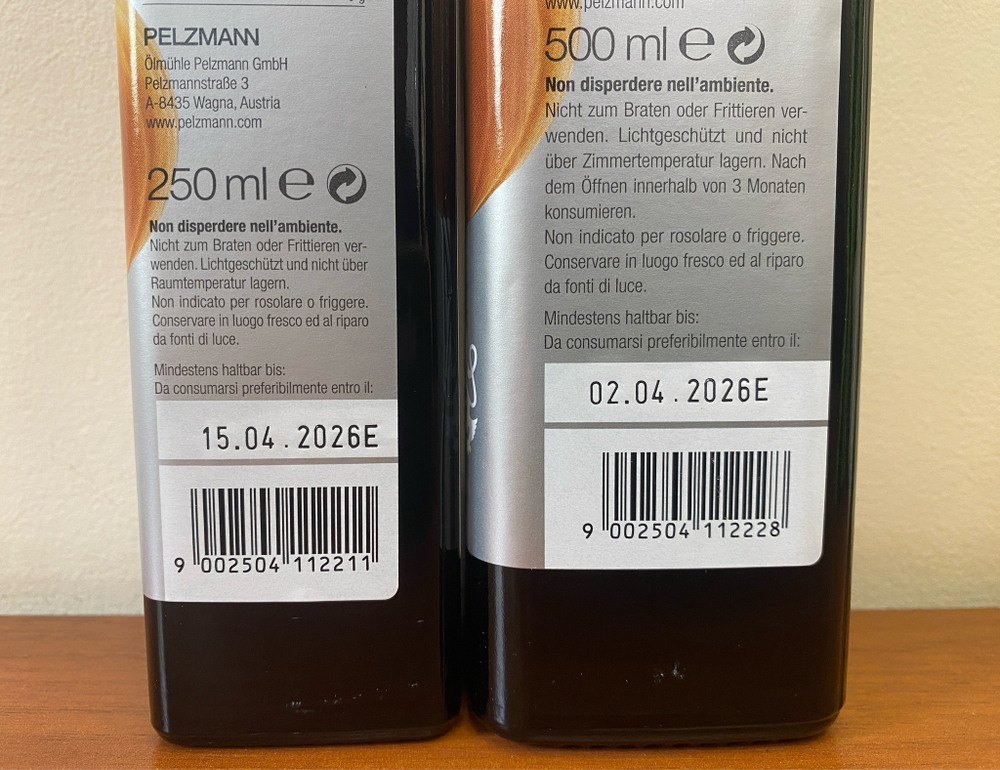 PELZMANN
Ölmühle Pelzmann GmbH
Pelzmannstraße 3
A-8435 Wagna, Austria
www.pelzmann.com
250 ml e
Non disperdere nell'ambiente.
Nicht zum Braten oder Frittieren ver-
wenden. Lichtgeschützt und nicht über
Raumtemperatur lagern.
Non indicato per rosolare o friggere.
Conservare in luogo fresco ed al riparo
da fonti di luce.
Mindestens haltbar bis:
Da consumarsi preferibilmente entro il:
15.04.2026E
9 002504 112211
www.pelzmann.com
500 ml e
Non disperdere nell'ambiente.
Nicht zum Braten oder Frittieren ver-
wenden. Lichtgeschützt und nicht
über Zimmertemperatur lagern. Nach
dem Öffnen innerhalb von 3 Monaten
konsumieren.
Non indicato per rosolare o friggere.
Conservare in luogo fresco ed al riparo
da fonti di luce.
Mindestens haltbar bis:
Da consumarsi preferibilmente entro il:
02.04.2026E
9 002504 112228